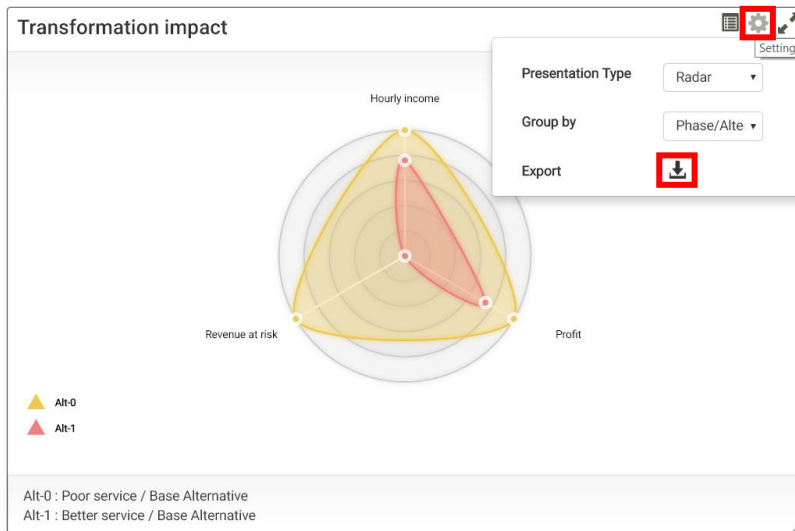 Transformation impact
Setting
Presentation Type
Radar
Group by
Phase/Alte
Export
Hourly income
Revenue at risk
Profit
Alt-0
Alt-1
Alt-0 : Poor service / Base Alternative
Alt-1 : Better service / Base Alternative